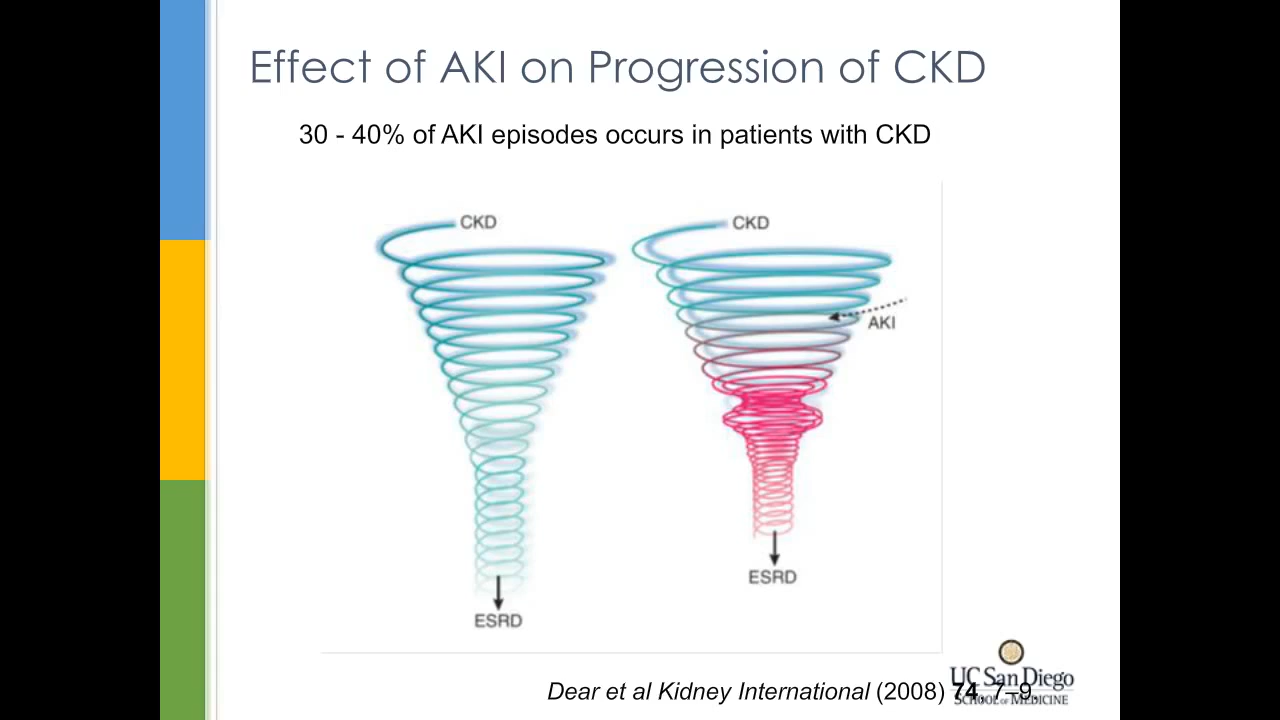 Effect of AKI on Progression of CKD
30 - 40% of AKI episodes occurs in patients with CKD
CKD
CKD
AKI
ESRD
ESRD
UC San Diego
SCHOOL OF MEDICINE
Dear et al Kidney International (2008) 74, 7–9.